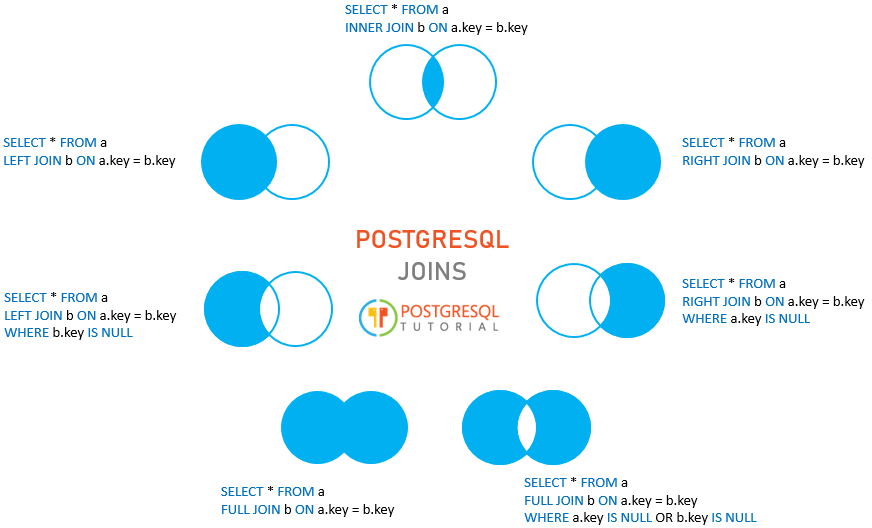 SELECT * FROM a
INNER JOIN b ON a.key = b.key
SELECT * FROM a
LEFT JOIN b ON a.key = b.key
SELECT * FROM a
RIGHT JOIN b ON a.key = b.key
POSTGRESQL
JOINS
POSTGRESQL
TUTORIAL
SELECT * FROM a
LEFT JOIN b ON a.key = b.key
WHERE b.key IS NULL
SELECT * FROM a
RIGHT JOIN b ON a.key = b.key
WHERE a.key IS NULL
SELECT * FROM a
FULL JOIN b ON a.key = b.key
SELECT * FROM a
FULL JOIN b ON a.key = b.key
WHERE a.key IS NULL OR b.key IS NULL